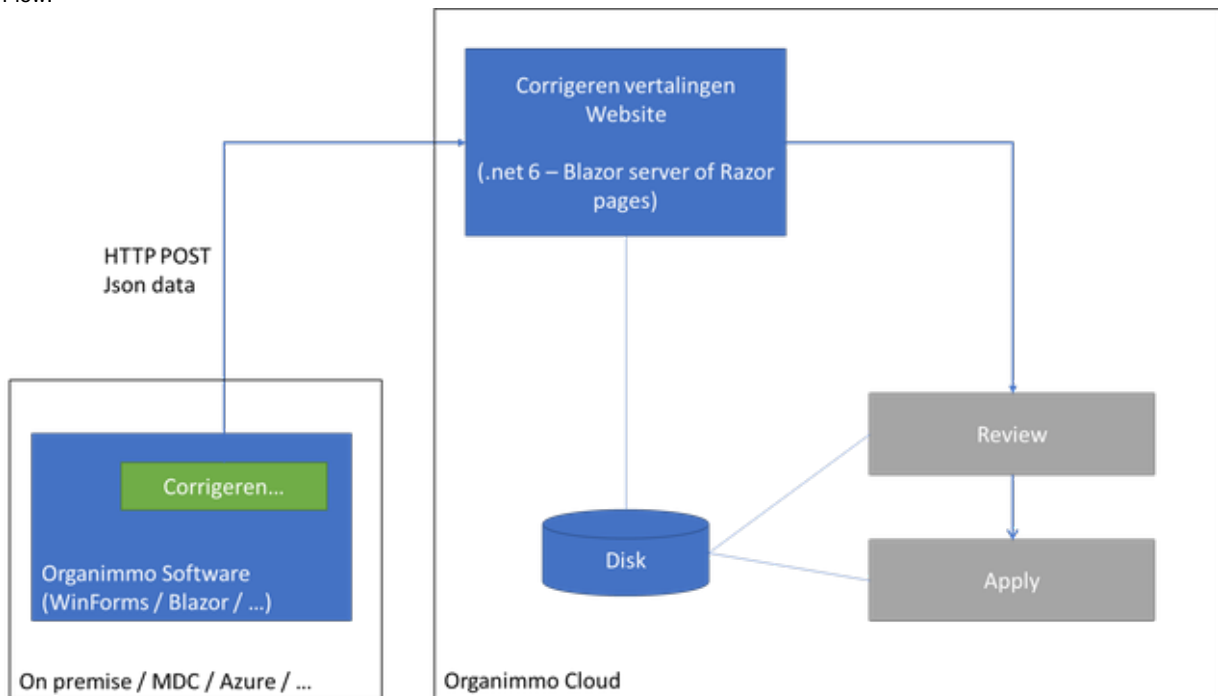 Corrigeren vertalingen
Website
(.net 6 – Blazor server of Razor
pages)
HTTP POST
Json data
Corrigeren...
Organimmo Software
(WinForms / Blazor / ...)
On premise / MDC / Azure / ...
Review
Disk
Apply
Organimmo Cloud